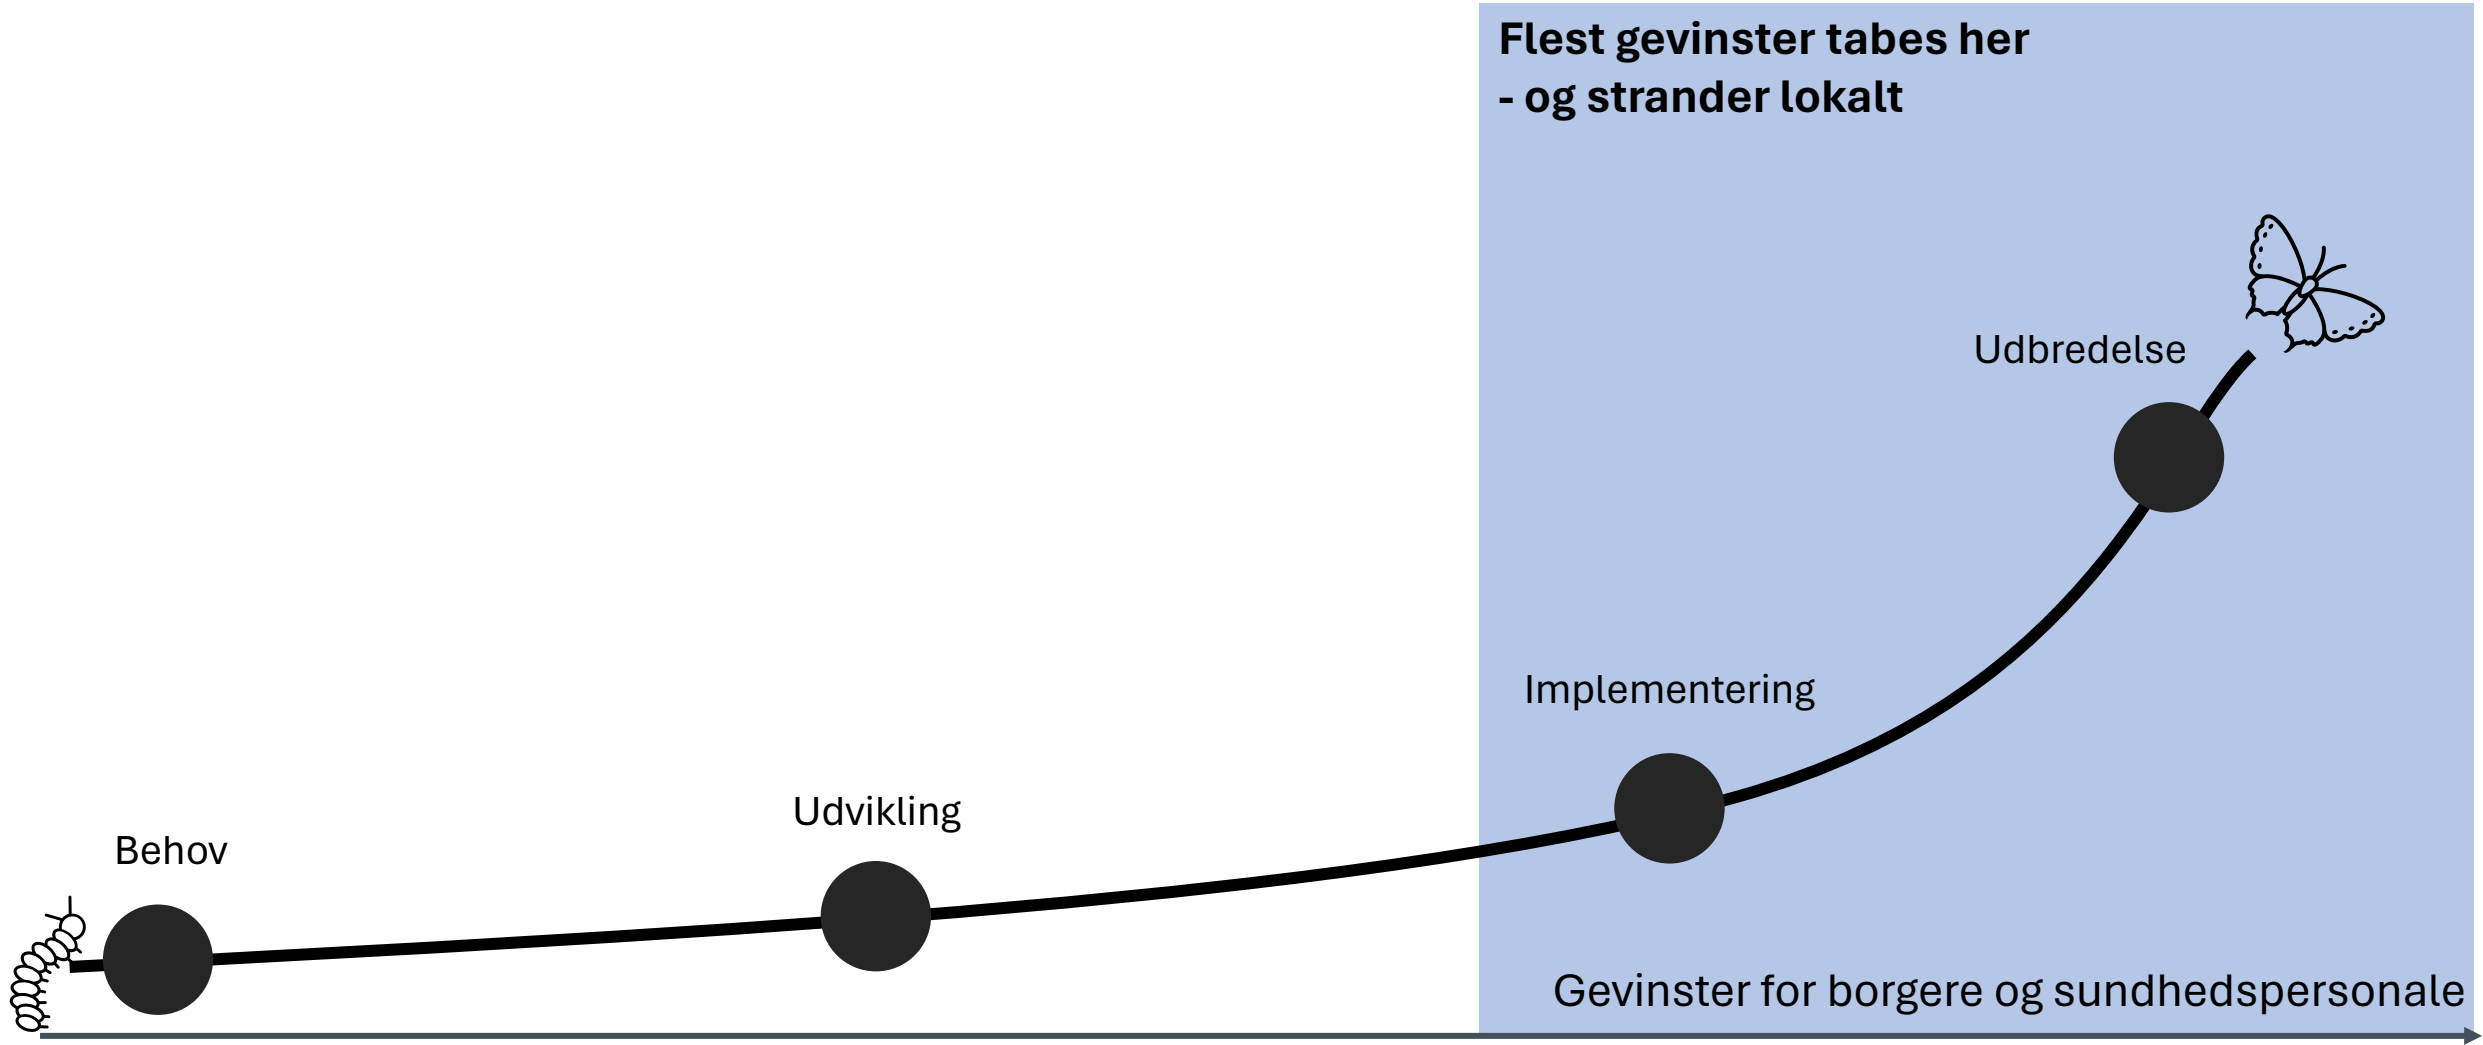 Flest gevinster tabes her
- og strander lokalt
Udbredelse
Implementering
Udvikling
Behov
Gevinster for borgere og sundhedspersonale